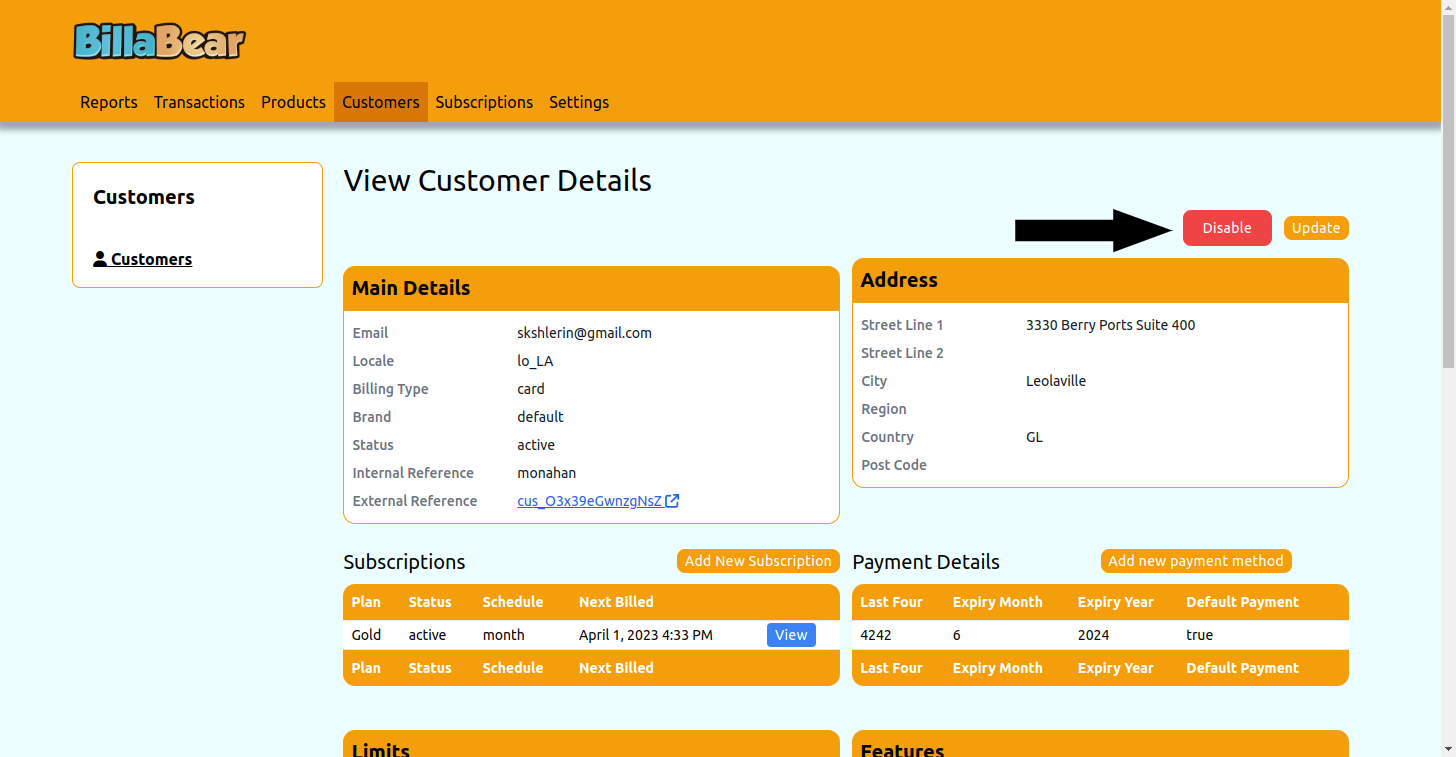 BillaBear
Reports Transactions Products Customers Subscriptions Settings
Customers
Customers
View Customer Details
Disable Update
Main Details
Email skshlerin@gmail.com
Locale lo_LA
Billing Type card
Brand default
Status active
Internal Reference monahan
External Reference cus_O3x39eGwnzgNsZ
Address
Street Line 1 3330 Berry Ports Suite 400
Street Line 2
City Leolaville
Region
Country GL
Post Code
Subscriptions Add New Subscription
Plan Status Schedule Next Billed
Gold active month April 1, 2023 4:33 PM View
Plan Status Schedule Next Billed
Payment Details Add new payment method
Last Four Expiry Month Expiry Year Default Payment
4242 6 2024 true
Last Four Expiry Month Expiry Year Default Payment
Limits
Features